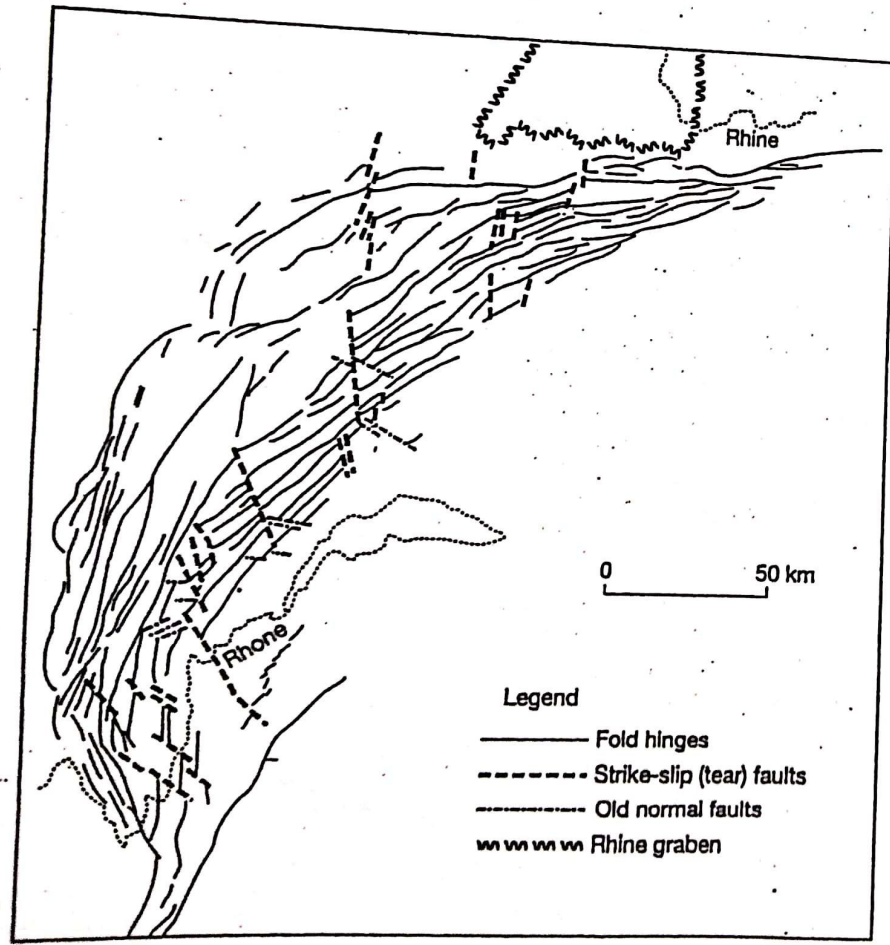 Rhine
0 50 km
Rhone
Legend
Fold hinges
Strike-slip (tear) faults
Old normal faults
Rhine graben